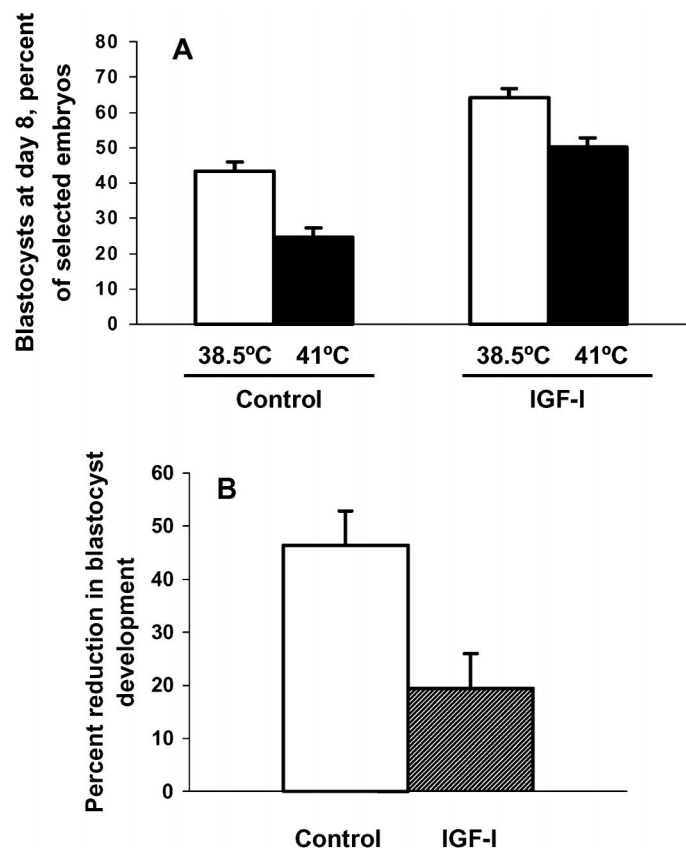 A
Blastocysts at day 8, percent
of selected embryos
80
70
60
50
40
30
20
10
0
38.5ºC 41ºC 38.5ºC 41ºC
Control IGF-I
B
Percent reduction in blastocyst
development
60
50
40
30
20
10
0
Control IGF-I